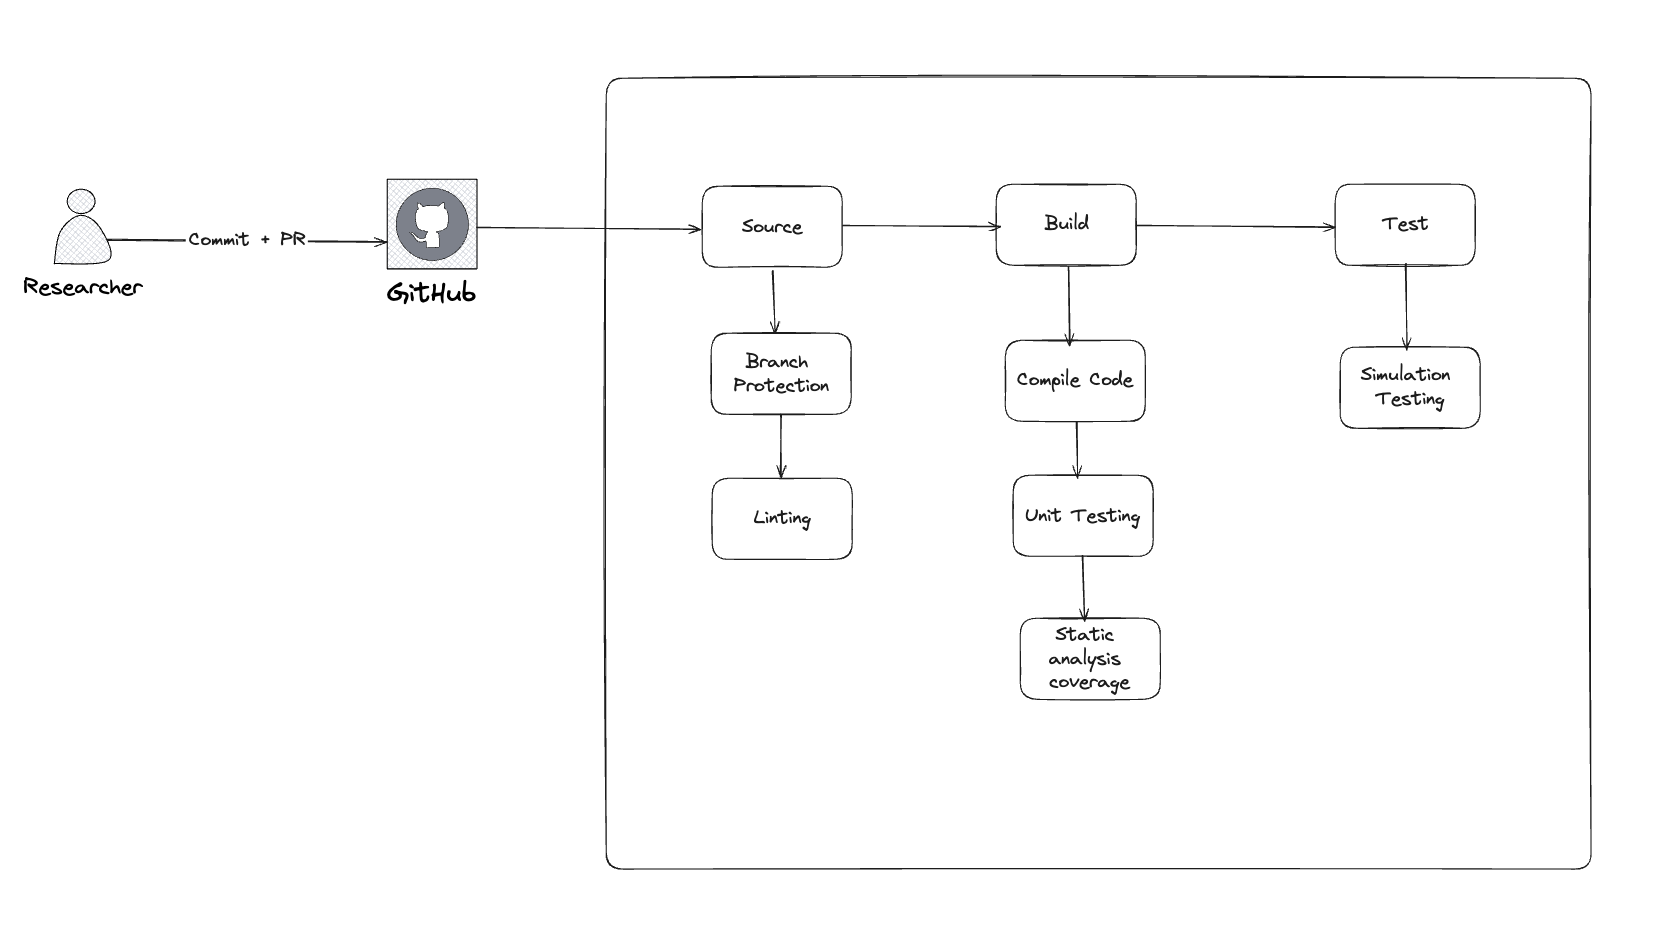 Commit + PR
Researcher
GitHub
Source
Build
Test
Branch
Protection
Compile Code
Simulation
Testing
Linting
Unit Testing
Static
analysis
coverage